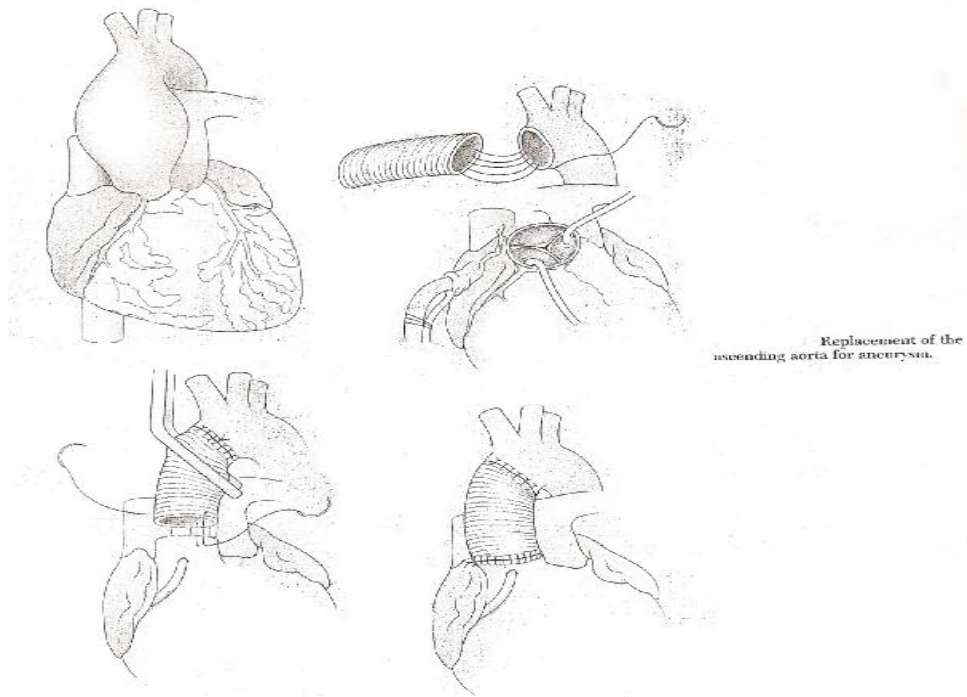 Replacement of the
ascending aorta for aneurysm.